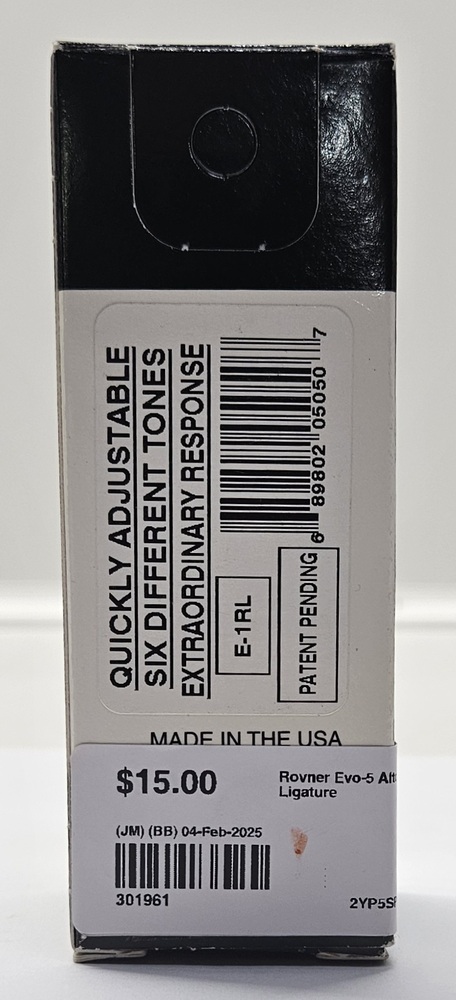 QUICKLY ADJUSTABLE
SIX DIFFERENT TONES
EXTRAORDINARY RESPONSE
E-1RL
6 89802 05050 7
PATENT PENDING
MADE IN THE USA
$15.00
Rovner Evo-5
Ligature
(JM) (BB) 04-Feb-2025
301961